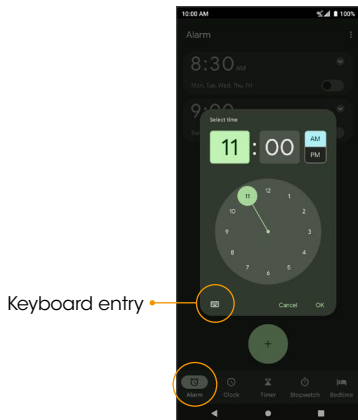 10:00 AM 100%
Alarm
8:30 AM
Mon, Tue, Wed, Thu, Fri
9:00
Select time
11 : 00 AM
PM
12
11 1
10 2
9 3
8 4
7 5
6
Keyboard entry
Cancel OK
+
Alarm Clock Timer Stopwatch Bedtime